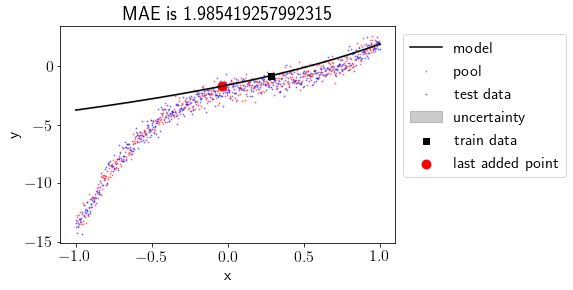 MAE is 1.985419257992315
y
0
−5
−10
−15
−1.0
−0.5
0.0
0.5
1.0
x
model
pool
test data
uncertainty
train data
last added point